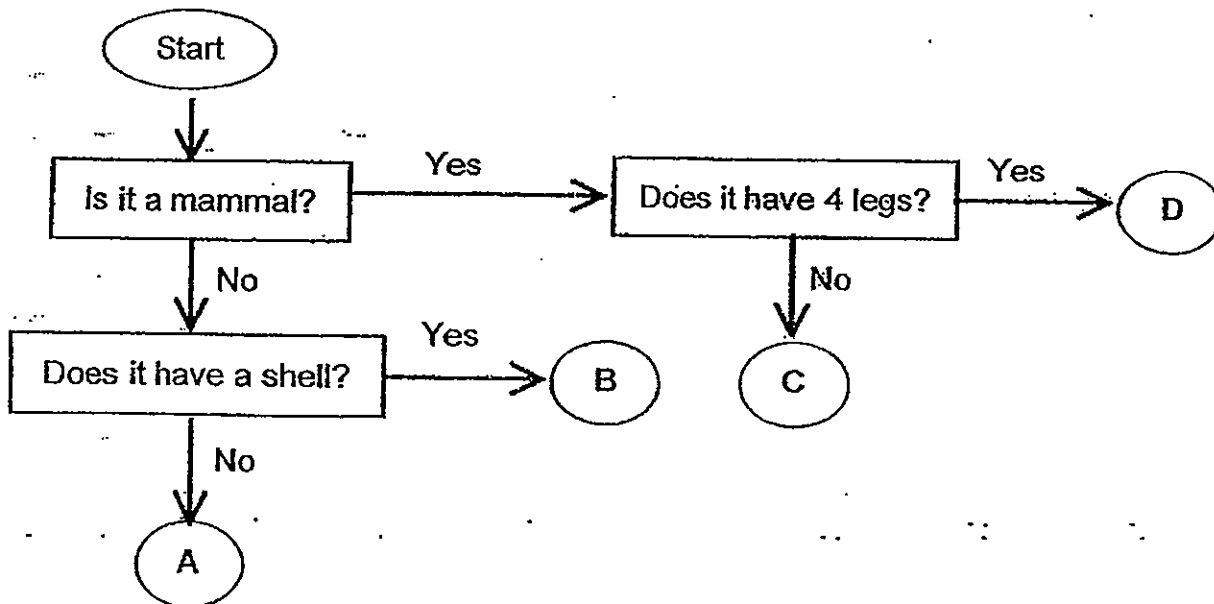 Start
Is it a mammal?
Yes
Does it have 4 legs?
Yes
D
No
No
Does it have a shell?
Yes
B
C
No
A